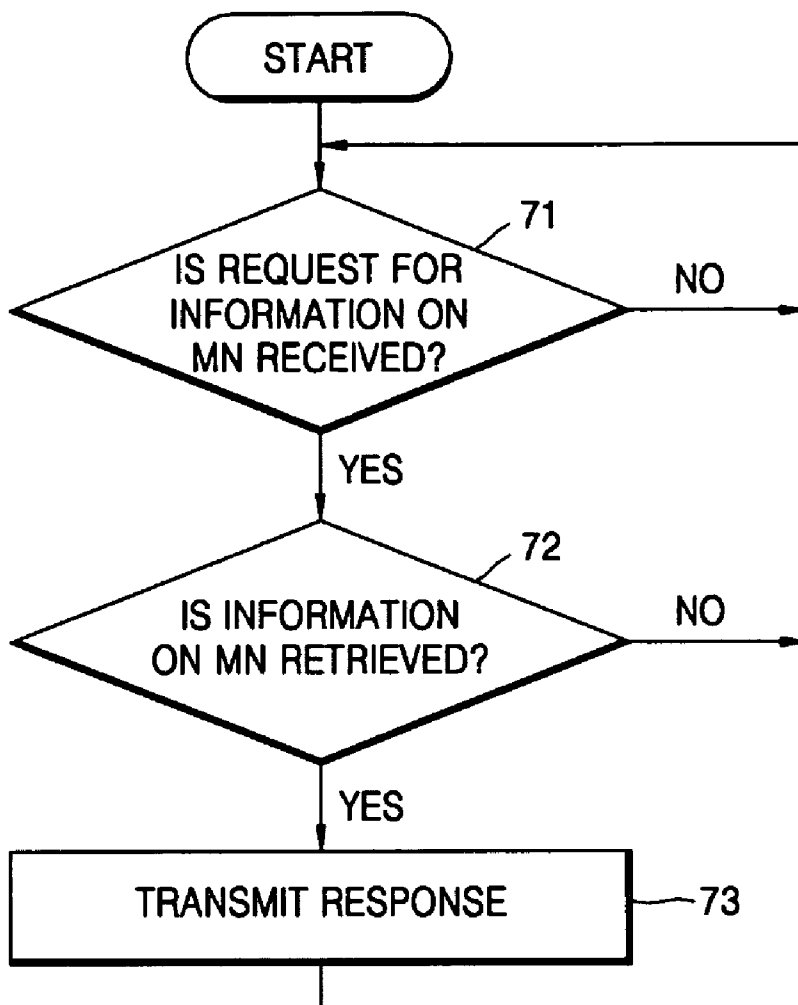 START
71
IS REQUEST FOR
INFORMATION ON
MN RECEIVED?
NO
YES
72
IS INFORMATION
ON MN RETRIEVED?
NO
YES
TRANSMIT RESPONSE
73